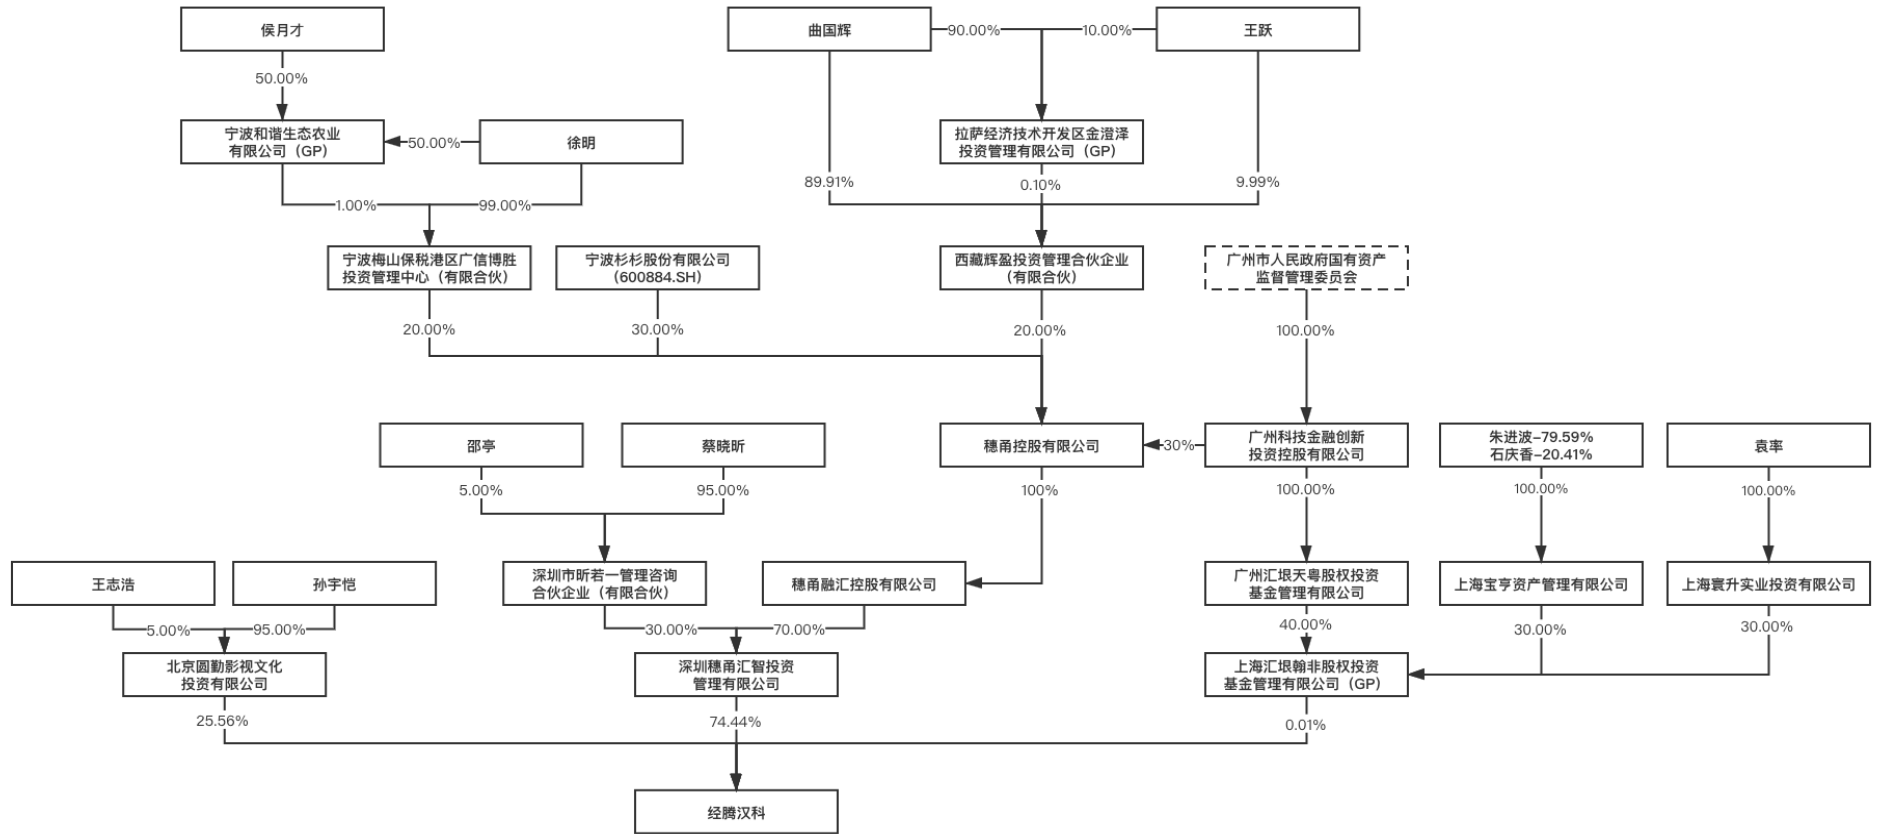 侯月才
曲国辉
90.00%
10.00%
王跃
50.00%
宁波和谐生态农业
有限公司（GP）
50.00%
徐明
拉萨经济技术开发区金澄泽
投资管理有限公司（GP）
89.91%
0.10%
9.99%
1.00%
99.00%
宁波梅山保税港区广信博胜
投资管理中心（有限合伙）
宁波杉杉股份有限公司
（600884.SH）
西藏辉盈投资管理合伙企业
（有限合伙）
广州市人民政府国有资产
监督管理委员会
20.00%
30.00%
20.00%
100.00%
邵亭
蔡晓昕
穗甬控股有限公司
30%
广州科技金融创新
投资控股有限公司
朱进波–79.59%
石庆香–20.41%
袁率
5.00%
95.00%
100%
100.00%
100.00%
100.00%
王志浩
孙宇恺
深圳市昕若一管理咨询
合伙企业（有限合伙）
穗甬融汇控股有限公司
广州汇垠天粤股权投资
基金管理有限公司
上海宝亨资产管理有限公司
上海寰升实业投资有限公司
5.00%
95.00%
30.00%
70.00%
40.00%
30.00%
30.00%
北京圆勤影视文化
投资有限公司
深圳穗甬汇智投资
管理有限公司
上海汇垠翰非股权投资
基金管理有限公司（GP）
25.56%
74.44%
0.01%
经腾汉科